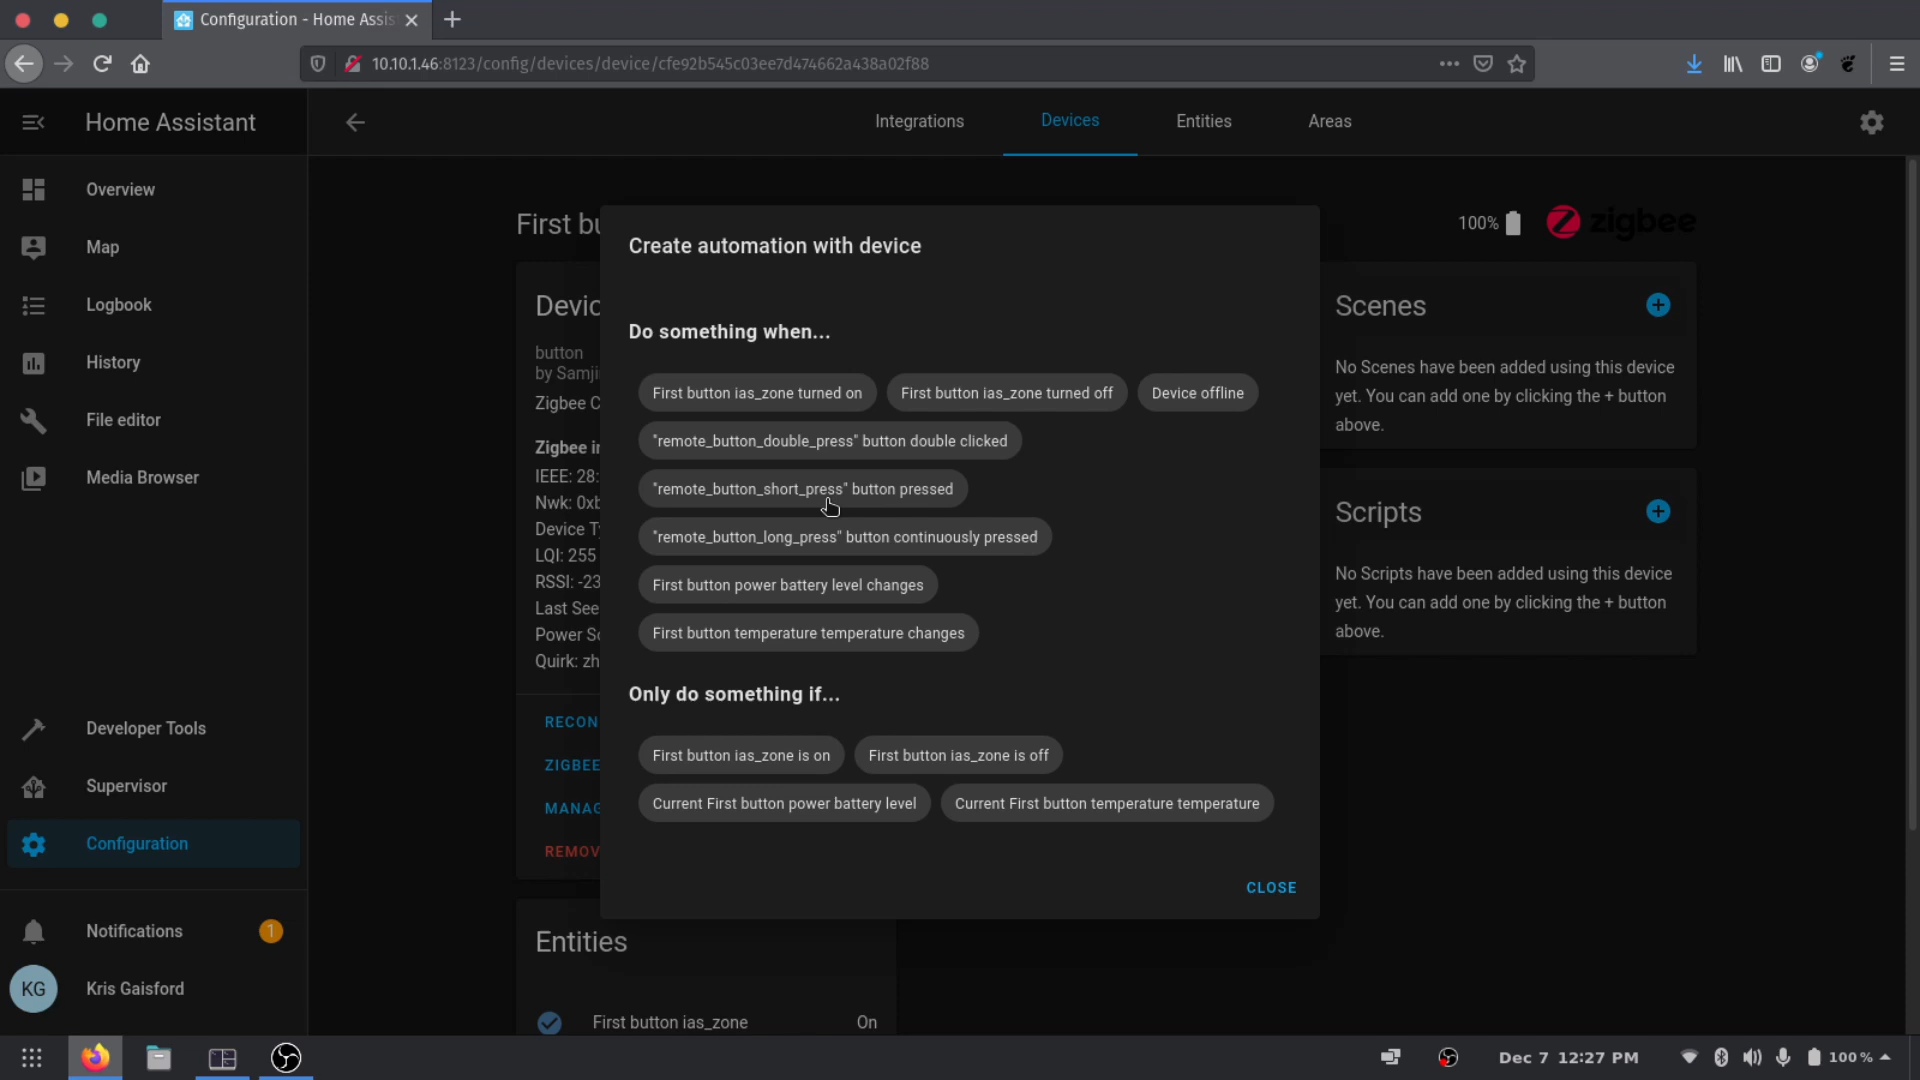 Configuration - Home Assis
10.10.1.46:8123/config/devices/device/cfe92b545c03ee7d474662a438a02f88
Home Assistant
Integrations
Devices
Entities
Areas
Overview
Map
Logbook
History
File editor
Media Browser
Developer Tools
Supervisor
Configuration
Notifications
1
KG
Kris Gaisford
First bu
100%
zigbee
Devic
button
by Samji
Zigbee C
Zigbee in
IEEE: 28:
Nwk: 0xb
Device Ty
LQI: 255
RSSI: -23
Last See
Power So
Quirk: zh
RECON
ZIGBEE
MANAG
REMOV
Create automation with device
Do something when...
First button ias_zone turned on
First button ias_zone turned off
Device offline
"remote_button_double_press" button double clicked
"remote_button_short_press" button pressed
"remote_button_long_press" button continuously pressed
First button power battery level changes
First button temperature temperature changes
Only do something if...
First button ias_zone is on
First button ias_zone is off
Current First button power battery level
Current First button temperature temperature
CLOSE
Scenes
No Scenes have been added using this device
yet. You can add one by clicking the + button
above.
Scripts
No Scripts have been added using this device
yet. You can add one by clicking the + button
above.
Entities
First button ias_zone
On
Dec 7 12:27 PM
100 %